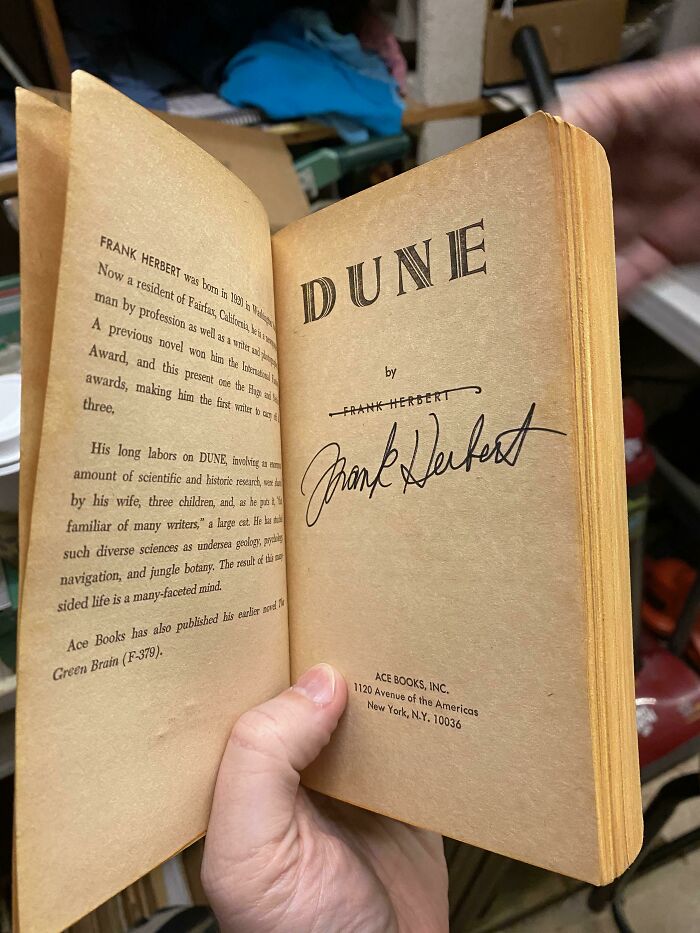 FRANK HERBERT was born in 1920 in
Now a resident of Fairfax, California, he is a
man by profession as well as a writer and
A previous novel won him the International
Award, and this present one the Hugo and
awards, making him the first writer to carry
three,
His long labors on DUNE, involving an
amount of scientific and historic research, were
by his wife, three children, and, as he puts it,
familiar of many writers," a large cat. He has
such diverse sciences as undersea geology,
navigation, and jungle botany. The result of this
sided life is a many-faceted mind.
Ace Books has also published his earlier novel
Green Brain (F-379).
DUNE
by
FRANK HERBERT
Frank Herbert
ACE BOOKS, INC.
1120 Avenue of the Americas
New York, N.Y. 10036